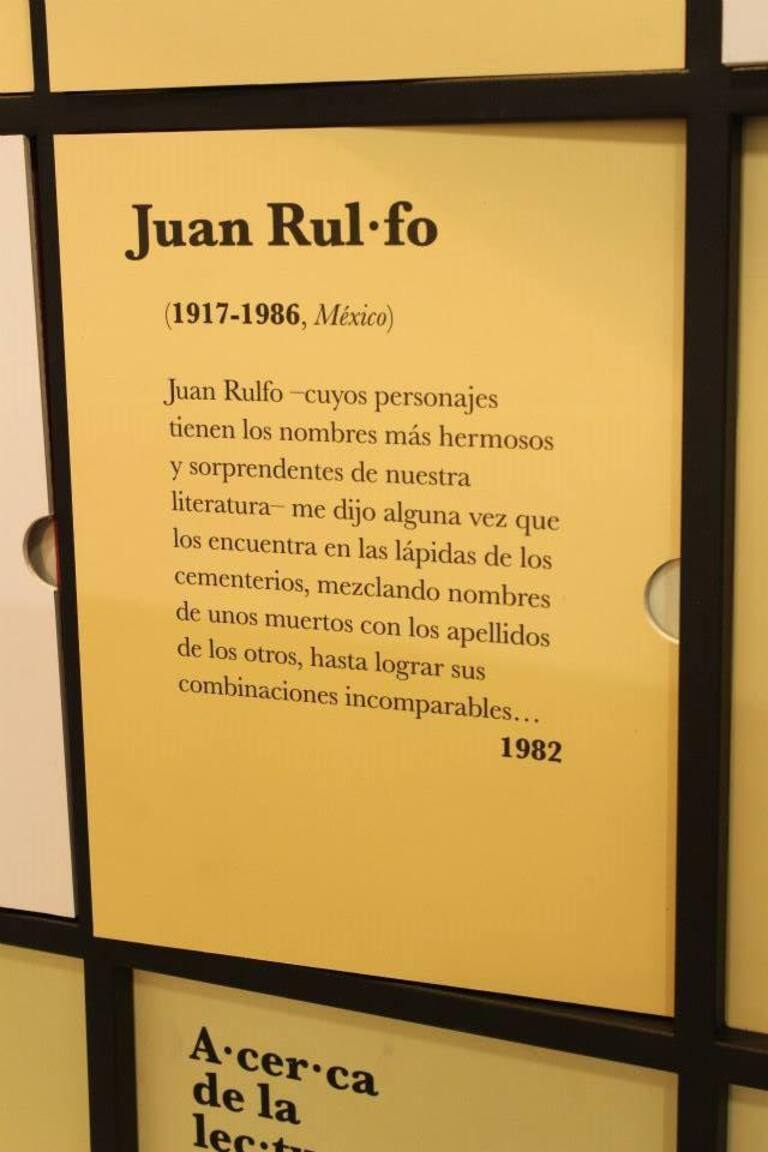 Juan Rul·fo
(1917-1986, México)
Juan Rulfo –cuyos personajes
tienen los nombres más hermosos
y sorprendentes de nuestra
literatura– me dijo alguna vez que
los encuentra en las lápidas de los
cementerios, mezclando nombres
de unos muertos con los apellidos
de los otros, hasta lograr sus
combinaciones incomparables…
1982
A·cer·ca
de la